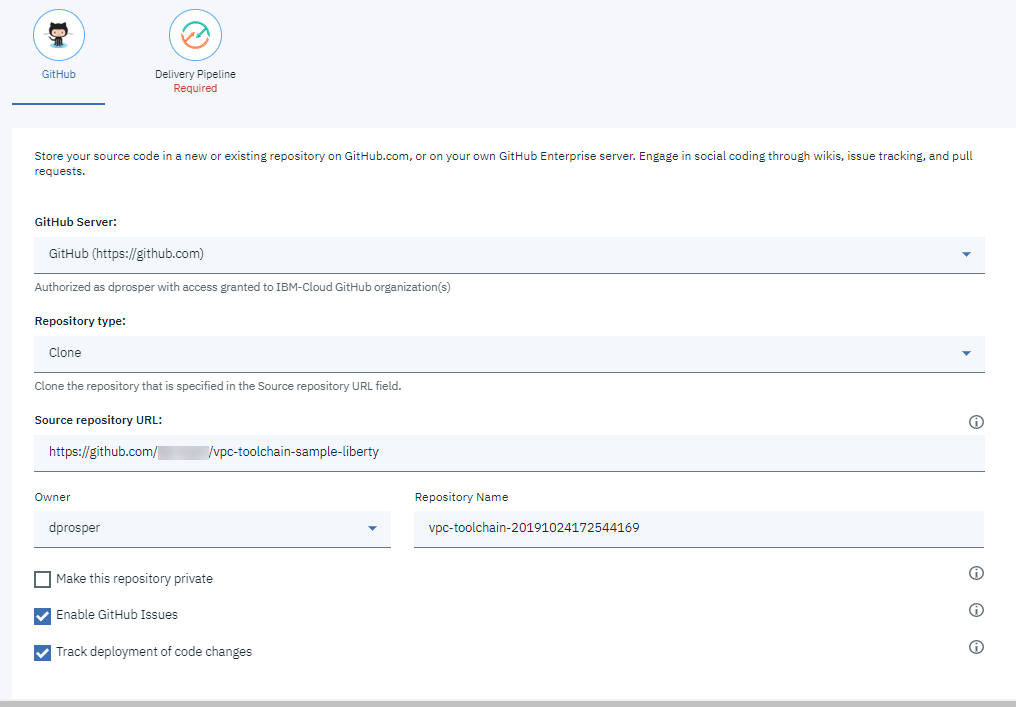 GitHub
Delivery Pipeline
Required
Store your source code in a new or existing repository on GitHub.com, or on your own GitHub Enterprise server. Engage in social coding through wikis, issue tracking, and pull
requests.
GitHub Server:
GitHub (https://github.com)
Authorized as dprosper with access granted to IBM-Cloud GitHub organization(s)
Repository type:
Clone
Clone the repository that is specified in the Source repository URL field.
Source repository URL:
https://github.com/ /vpc-toolchain-sample-liberty
Owner
Repository Name
dprosper
vpc-toolchain-20191024172544169
Make this repository private
Enable GitHub Issues
Track deployment of code changes